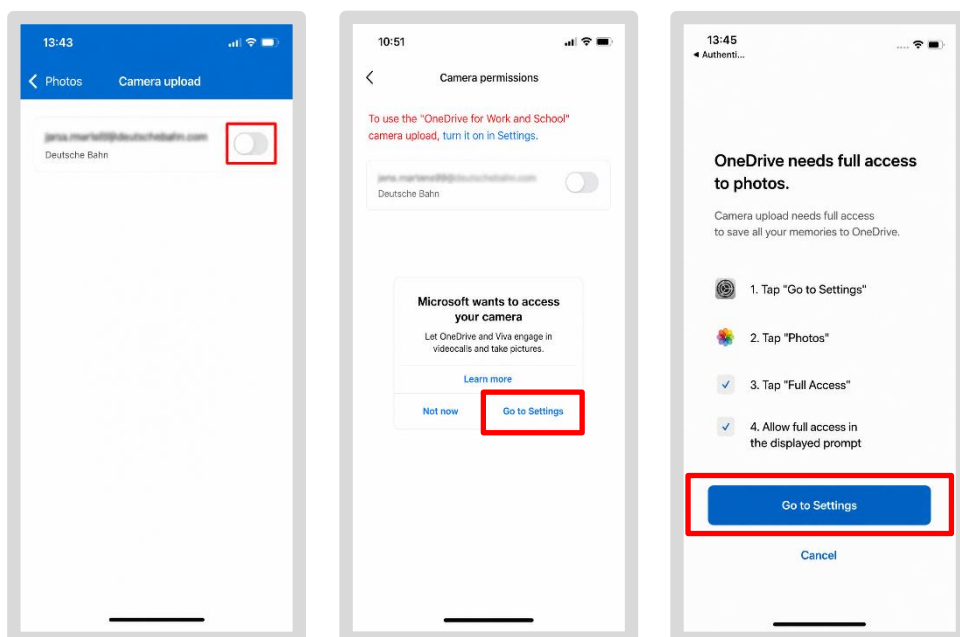 13:43
Photos
Camera upload
Deutsche Bahn
10:51
Camera permissions
To use the "OneDrive for Work and School"
camera upload, turn it on in Settings.
Deutsche Bahn
Microsoft wants to access
your camera
Let OneDrive and Viva engage in
videocalls and take pictures.
Learn more
Not now
Go to Settings
13:45
Authenti...
OneDrive needs full access
to photos.
Camera upload needs full access
to save all your memories to OneDrive.
1. Tap "Go to Settings"
2. Tap "Photos"
3. Tap "Full Access"
4. Allow full access in
the displayed prompt
Go to Settings
Cancel